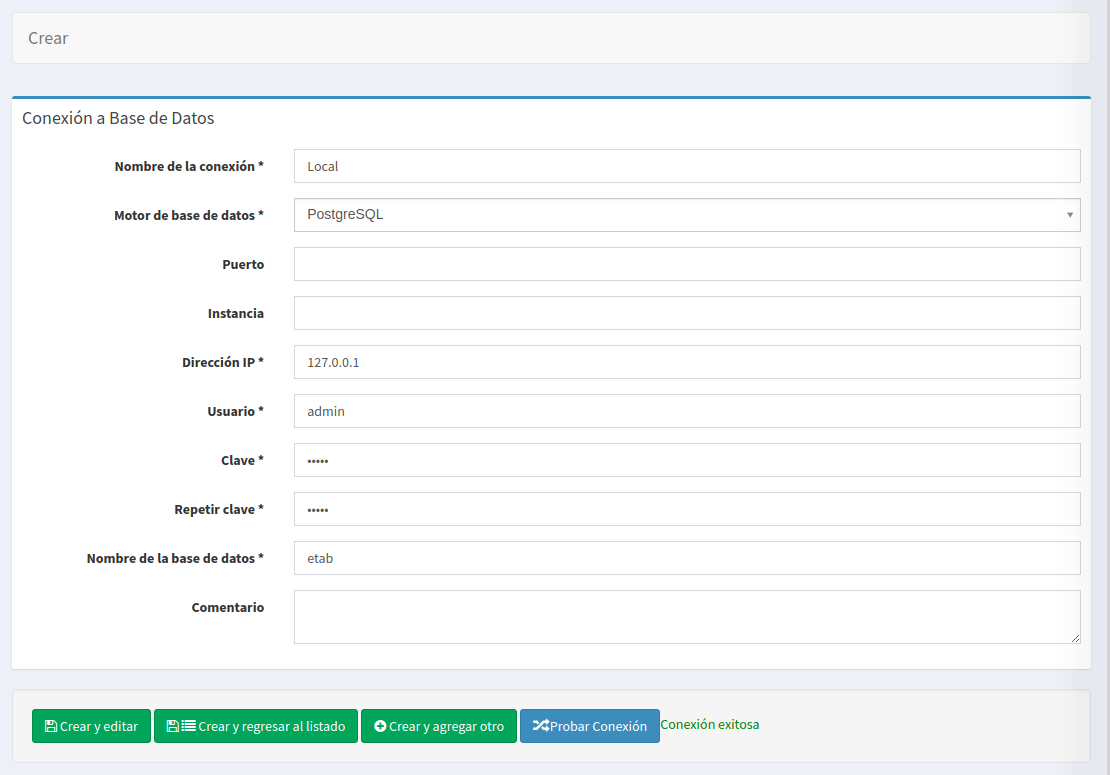 Crear
Conexión a Base de Datos
Nombre de la conexión * Local
Motor de base de datos * PostgreSQL
Puerto
Instancia
Dirección IP * 127.0.0.1
Usuario * admin
Clave * •••••
Repetir clave * •••••
Nombre de la base de datos * etab
Comentario
Crear y editar Crear y regresar al listado Crear y agregar otro Probar Conexión Conexión exitosa